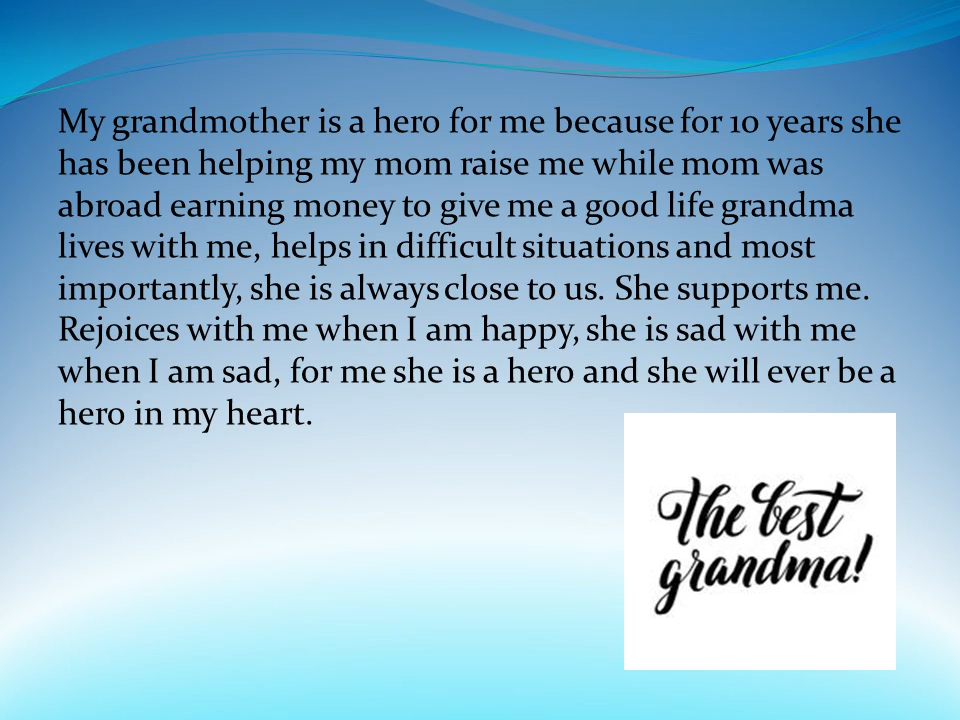 My grandmother is a hero for me because for 10 years she
has been helping my mom raise me while mom was
abroad earning money to give me a good life grandma
lives with me, helps in difficult situations and most
importantly, she is always close to us. She supports me.
Rejoices with me when I am happy, she is sad with me
when I am sad, for me she is a hero and she will ever be a
hero in my heart.
The best
grandma!